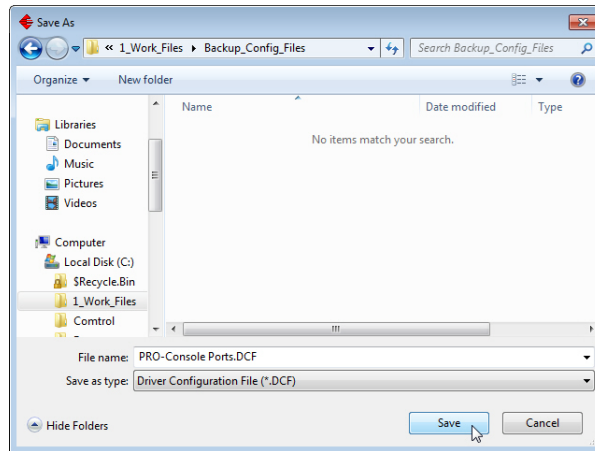 Save As
« 1_Work_Files ▸ Backup_Config_Files
Search Backup_Config_Files
Organize
New folder
Name
Date modified
Type
No items match your search.
Libraries
Documents
Music
Pictures
Videos
Computer
Local Disk (C:)
$Recycle.Bin
1_Work_Files
Comtrol
File name: PRO-Console Ports.DCF
Save as type: Driver Configuration File (*.DCF)
Hide Folders
Save
Cancel